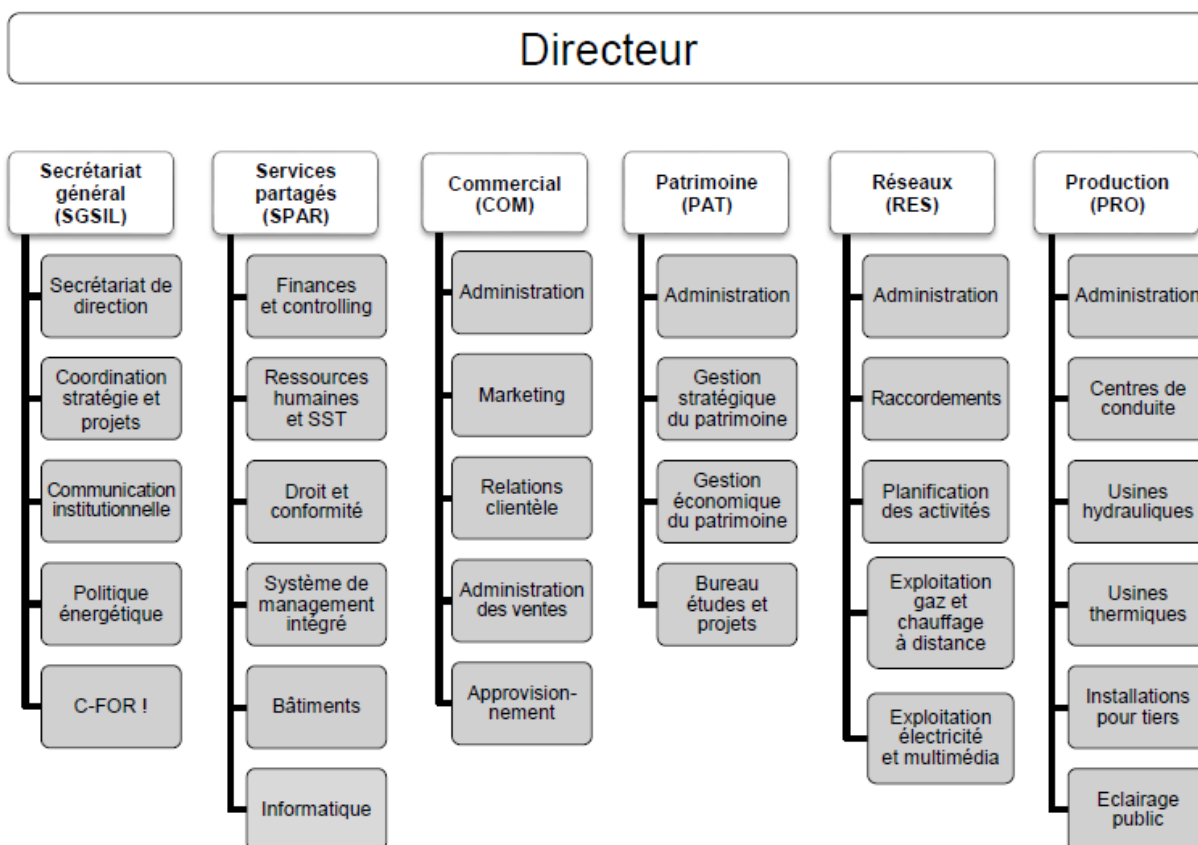 Directeur
Secrétariat
général
(SGSIL)
Secrétariat de
direction
Coordination
stratégie et
projets
Communication
institutionnelle
Politique
énergétique
C-FOR !
Services
partagés
(SPAR)
Finances
et controlling
Ressources
humaines
et SST
Droit et
conformité
Système de
management
intégré
Bâtiments
Informatique
Commercial
(COM)
Administration
Marketing
Relations
clientèle
Administration
des ventes
Approvision-
nement
Patrimoine
(PAT)
Administration
Gestion
stratégique
du patrimoine
Gestion
économique
du patrimoine
Bureau
études et
projets
Réseaux
(RES)
Administration
Raccordements
Planification
des activités
Exploitation
gaz et
chauffage
à distance
Exploitation
électricité
et multimédia
Production
(PRO)
Administration
Centres de
conduite
Usines
hydrauliques
Usines
thermiques
Installations
pour tiers
Eclairage
public